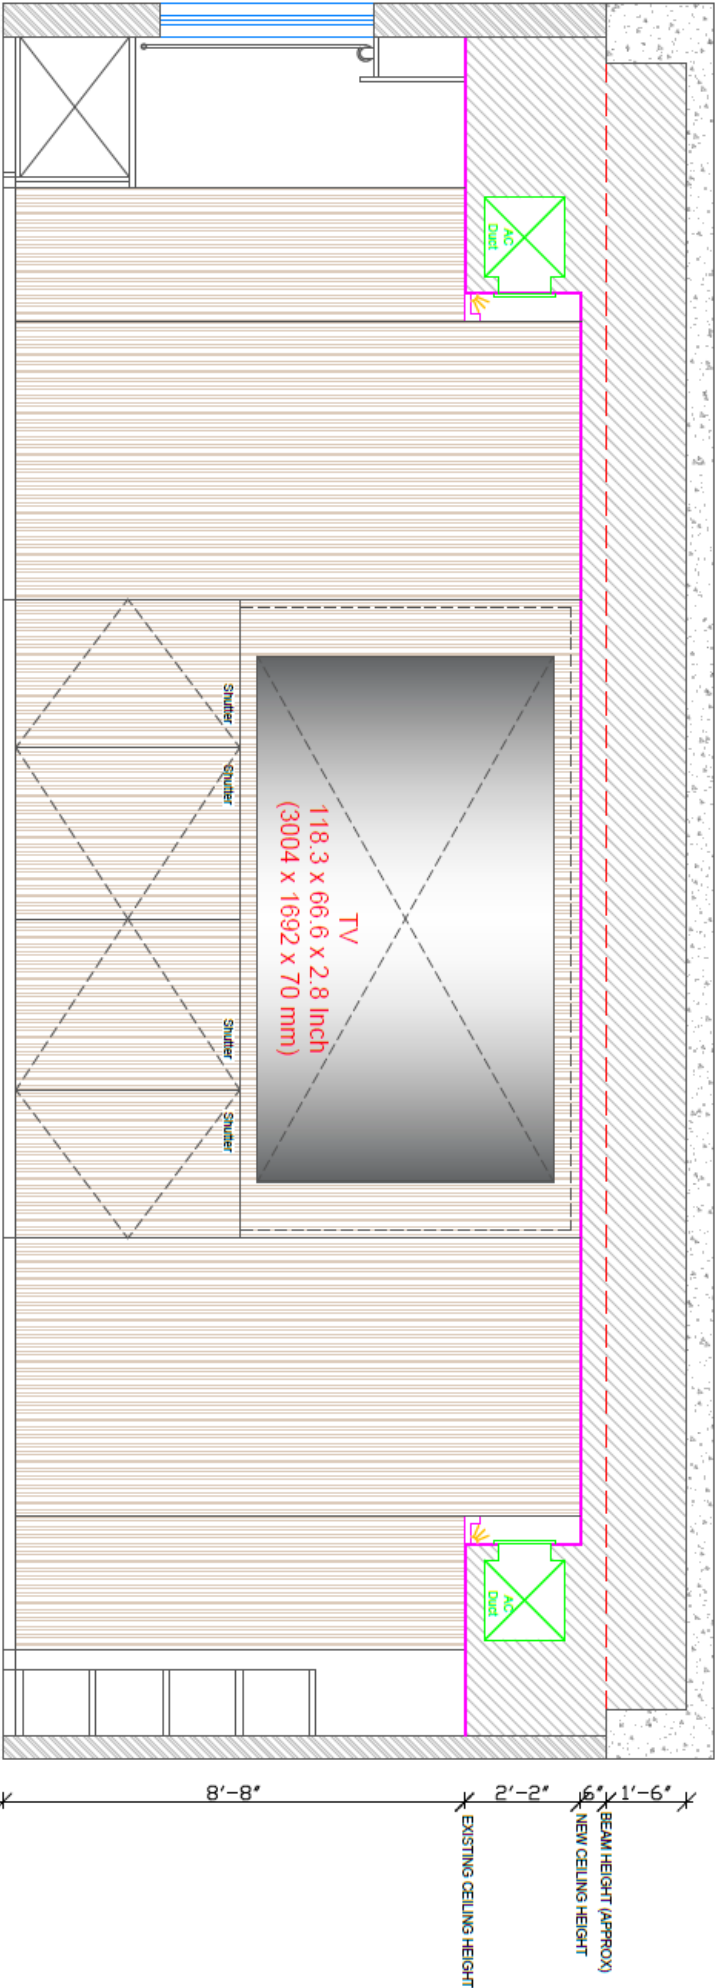 AC
Duct
Shutter
Shutter
TV
118.3 x 66.6 x 2.8 Inch
(3004 x 1692 x 70 mm)
Shutter
Shutter
AC
Duct
1'-6"
6"
2'-2"
8'-8"
BEAM HEIGHT (APPROX)
NEW CEILING HEIGHT
EXISTING CEILING HEIGHT